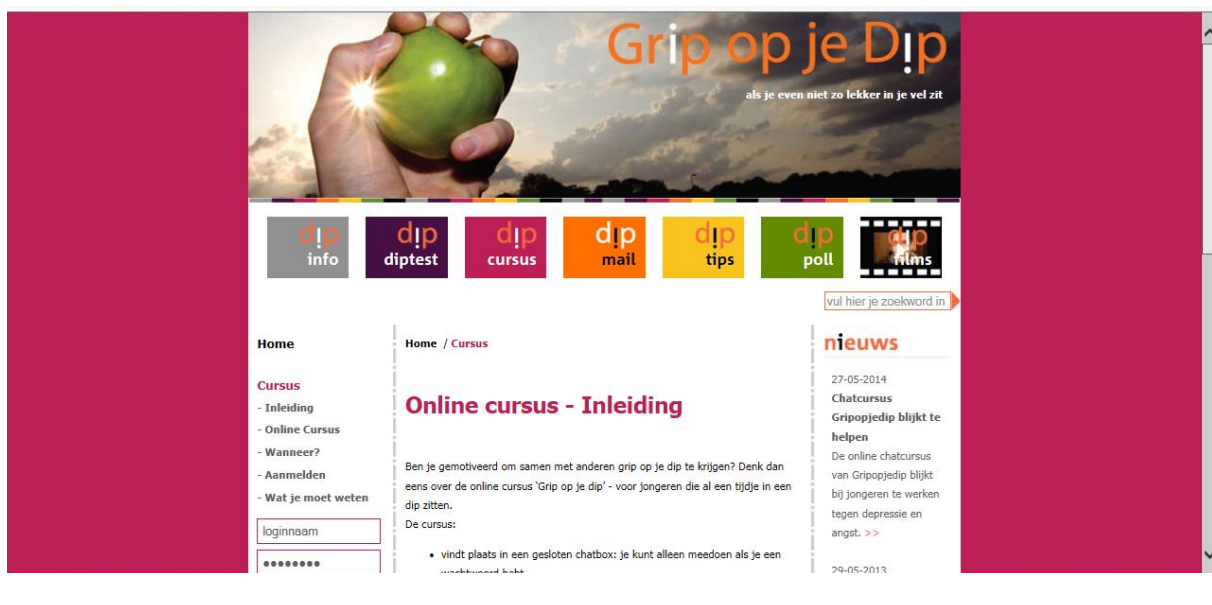 Grip op je Dip
als je even niet zo lekker in je vel zit
dip info
dip diptest
dip cursus
dip mail
dip tips
dip poll
dip films
vul hier je zoekword in
Home
Cursus
- Inleiding
- Online Cursus
- Wanneer?
- Aanmelden
- Wat je moet weten
loginnaam
••••••••
Home / Cursus
Online cursus - Inleiding
Ben je gemotiveerd om samen met anderen grip op je dip te krijgen? Denk dan
eens over de online cursus 'Grip op je dip' - voor jongeren die al een tijdje in een
dip zitten.
De cursus:
• vindt plaats in een gesloten chatbox: je kunt alleen meedoen als je een
wachtwoord hebt
nieuws
27-05-2014
Chatcursus
Gripopjedip blijkt te
helpen
De online chatcursus
van Gripopjedip blijkt
bij jongeren te werken
tegen depressie en
angst. >>
29-05-2013